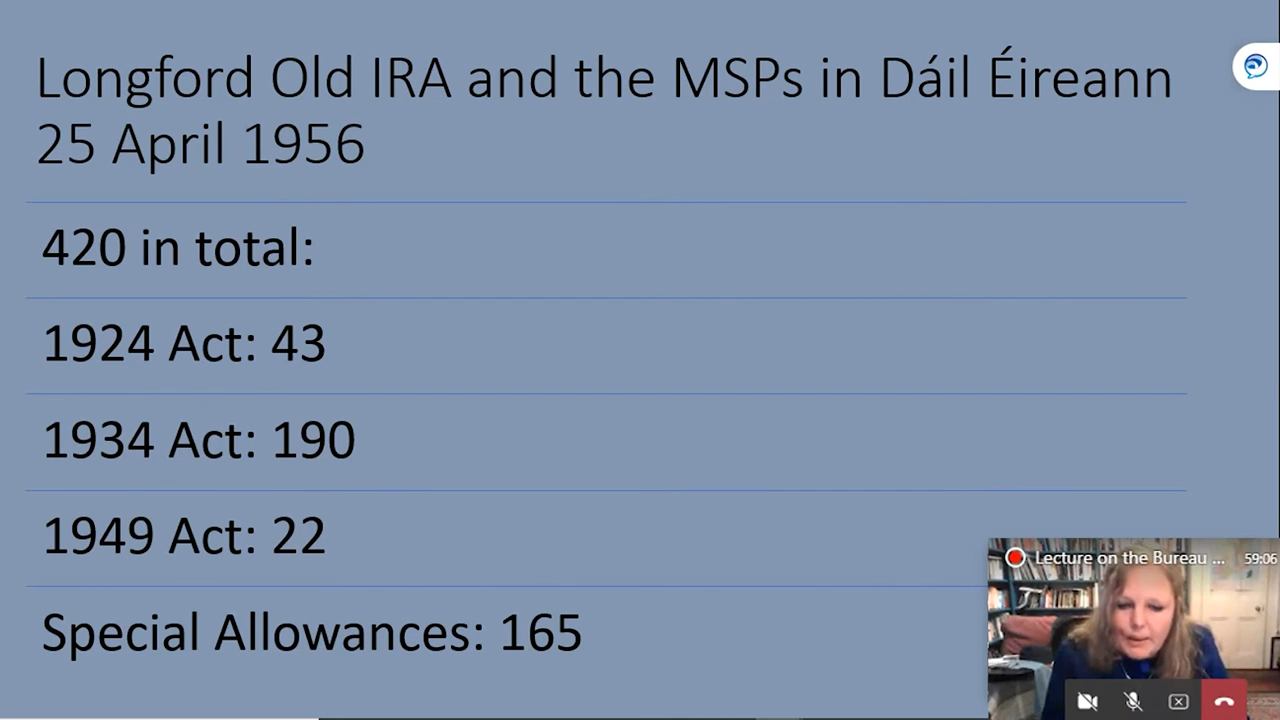 Longford Old IRA and the MSPs in Dáil Éireann
25 April 1956
420 in total:
1924 Act: 43
1934 Act: 190
1949 Act: 22
Special Allowances: 165
Lecture on the Bureau ... 59:06